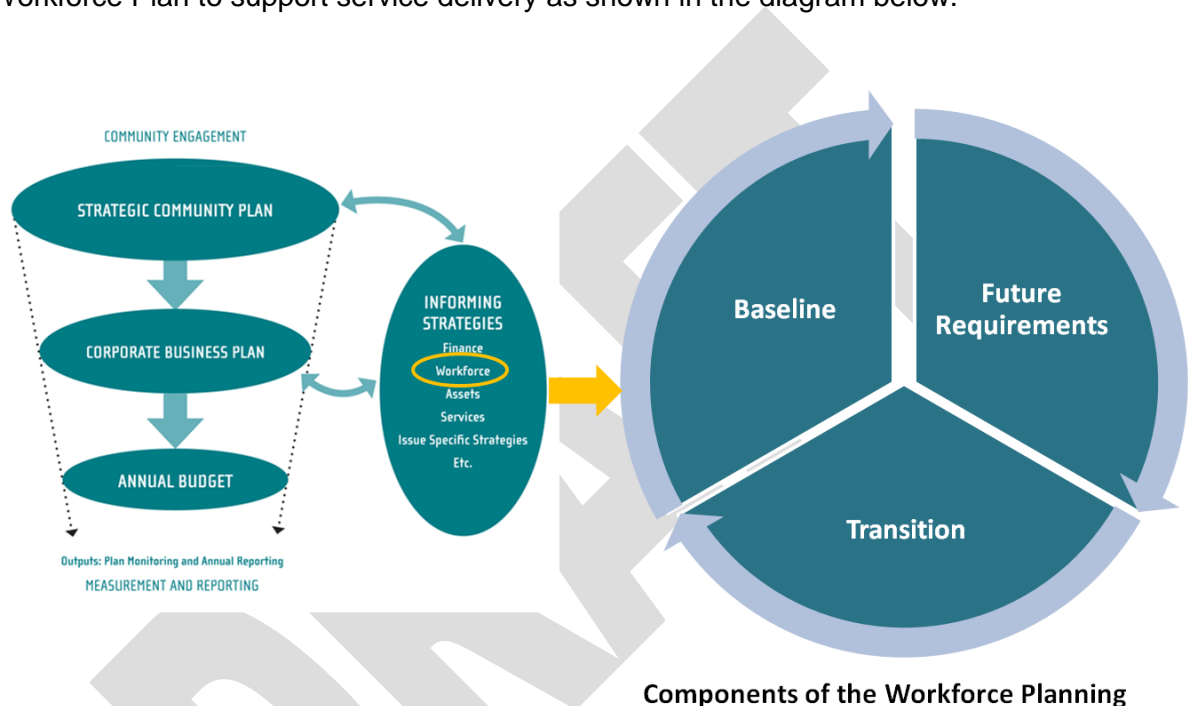 Workforce Plan to support service delivery as shown in the diagram below.
COMMUNITY ENGAGEMENT
STRATEGIC COMMUNITY PLAN
CORPORATE BUSINESS PLAN
ANNUAL BUDGET
Outputs: Plan Monitoring and Annual Reporting
MEASUREMENT AND REPORTING
INFORMING
STRATEGIES
Finance
Workforce
Assets
Services
Issue Specific Strategies
Etc.
Baseline
Future
Requirements
Transition
Components of the Workforce Planning